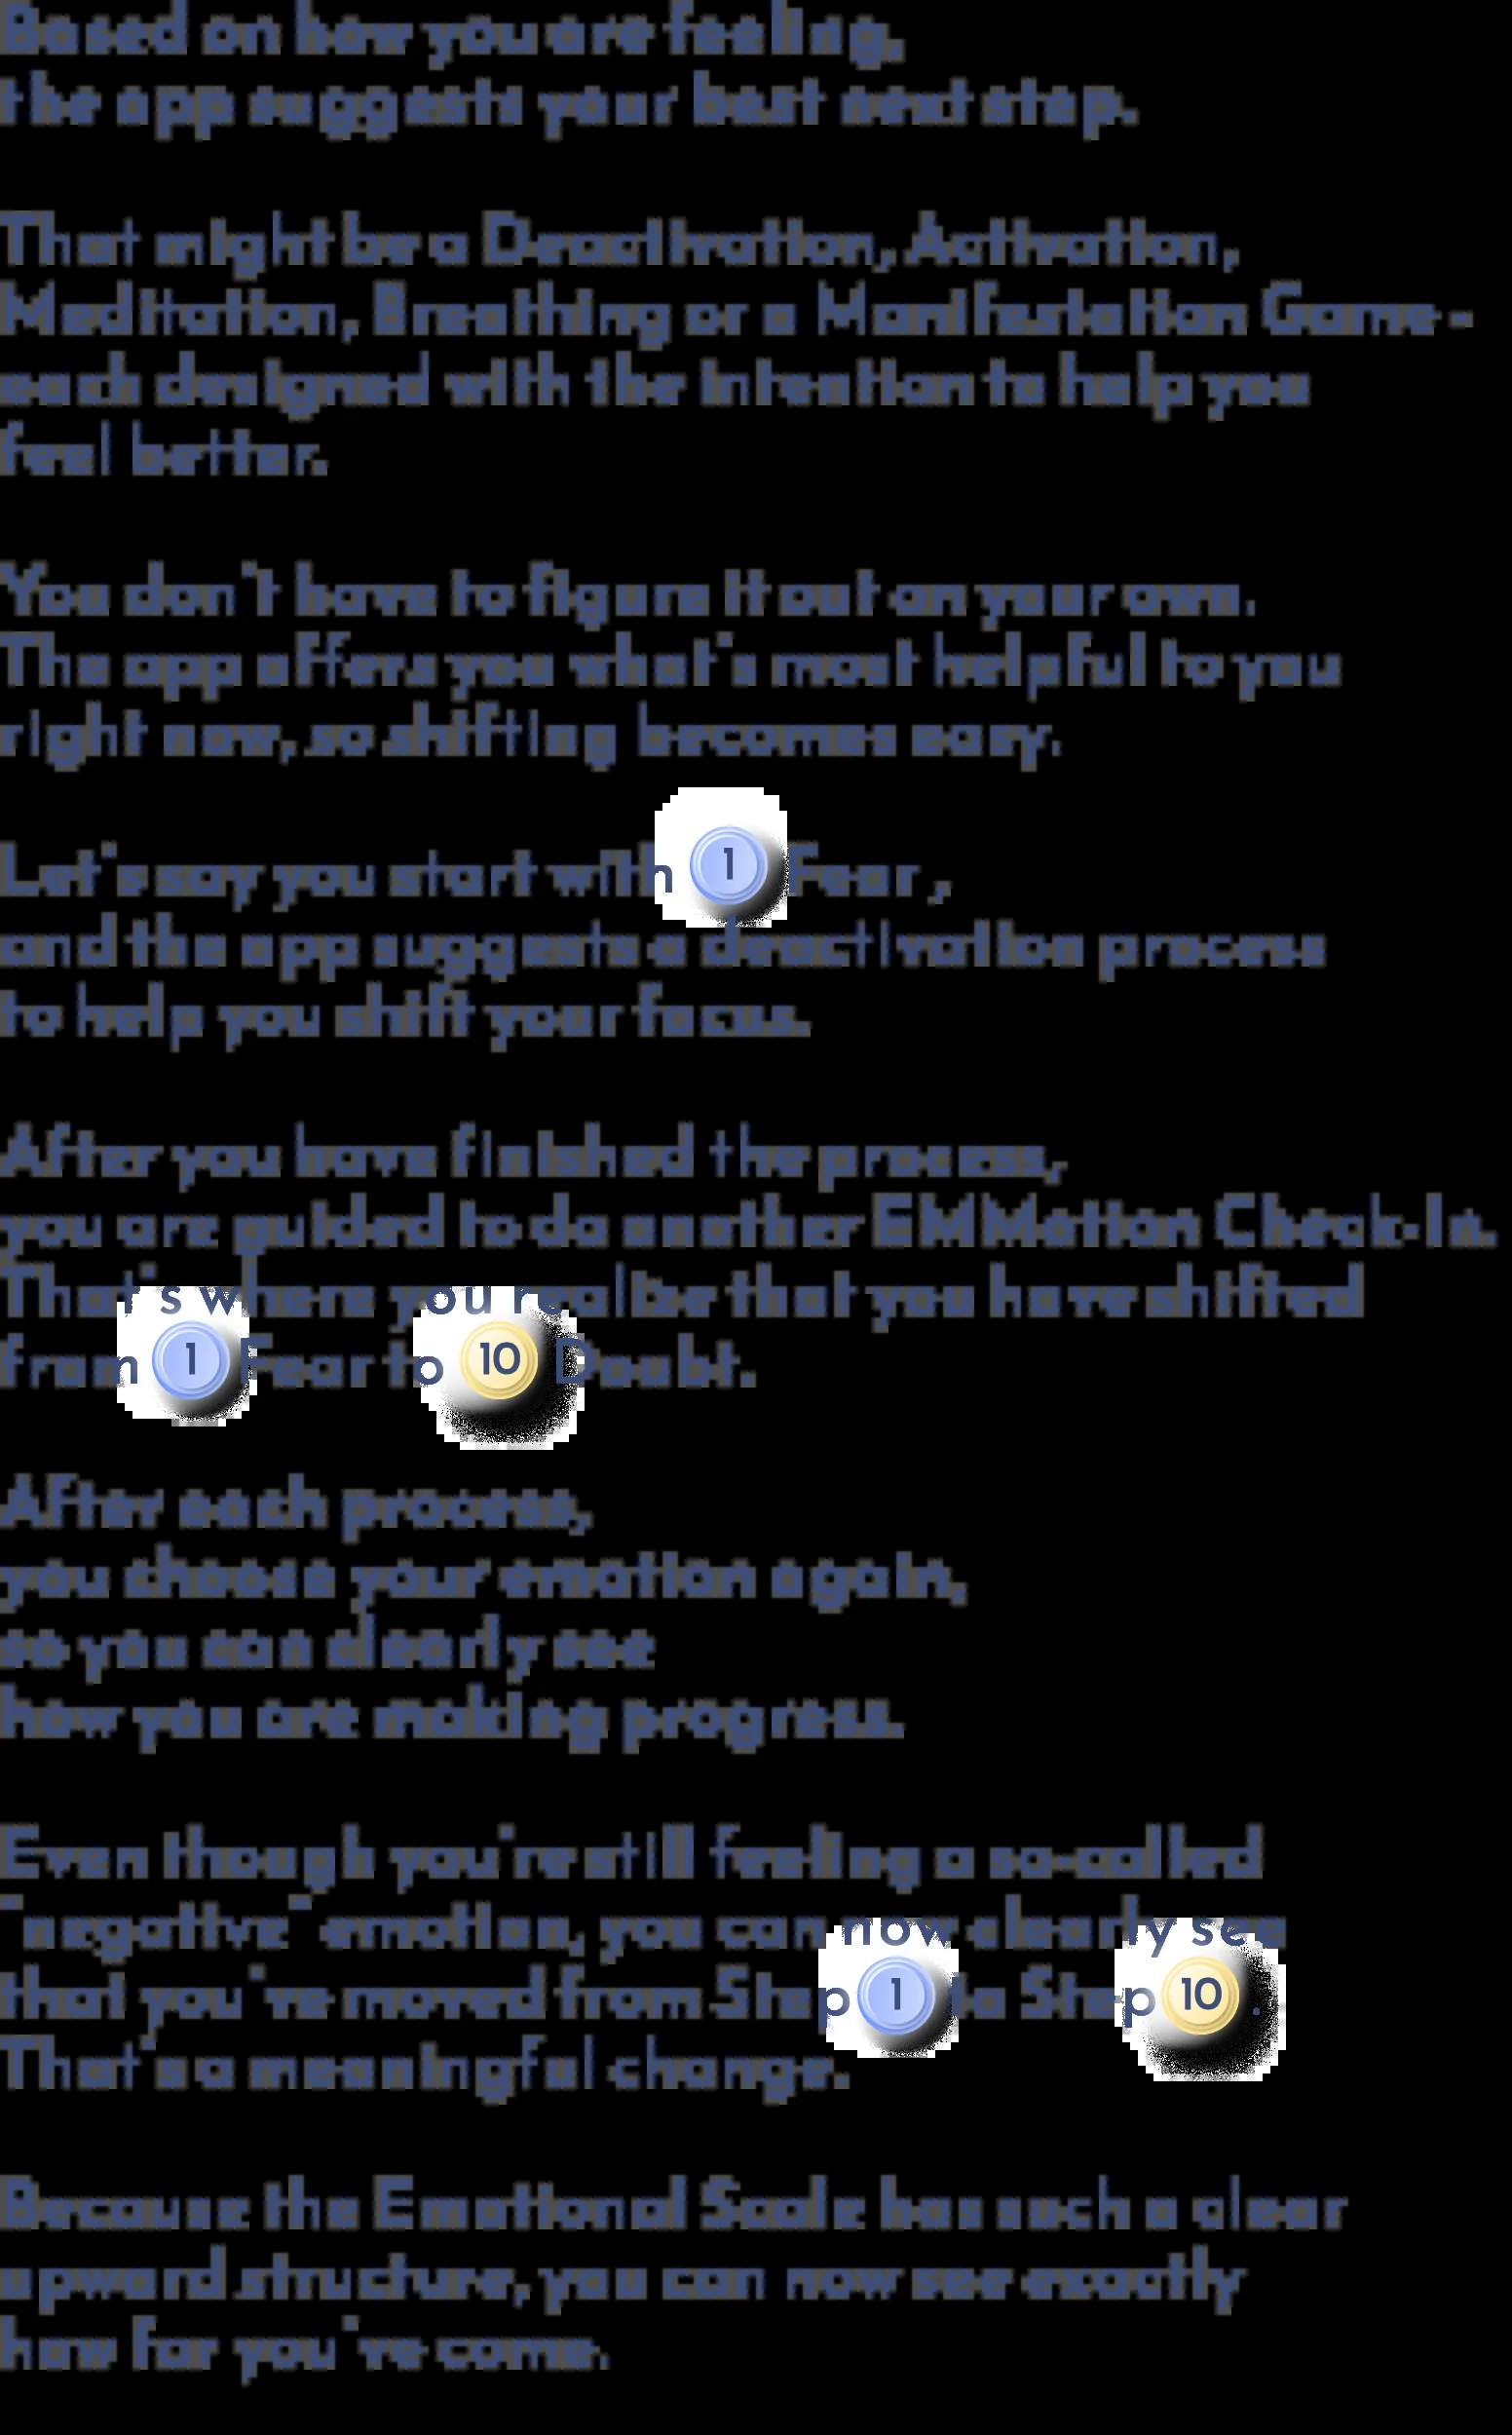 Based on how you are feeling,
the app suggests your best next step.
That might be a Deactivation, Activation,
Meditation, Breathing or a Manifestation Game -
each designed with the intention to help you
feel better.
You don't have to figure it out on your own.
The app offers you what's most helpful to you
right now, so shifting becomes easy.
Let's say you start with 1 Fear,
and the app suggests a deactivation process
to help you shift your focus.
After you have finished the process,
you are guided to do another EMMotion Check-In.
That's where you realize that you have shifted
from 1 Fear to 10 Doubt.
After each process,
you choose your emotion again,
so you can clearly see
how you are making progress.
Even though you're still feeling a so-called
"negative" emotion, you can now clearly see
that you've moved from Step 1 to Step 10.
That's a meaningful change.
Because the Emotional Scale has such a clear
upward structure, you can now see exactly
how far you've come.